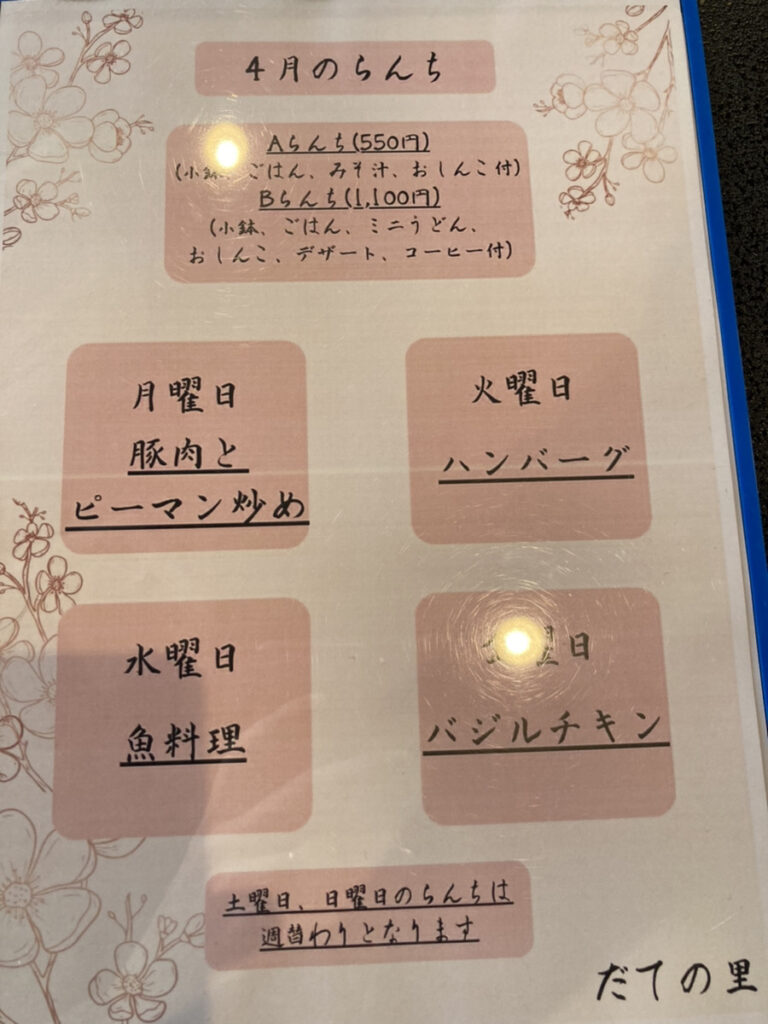 4月のらんち
Aらんち(550円)
(小鉢、ごはん、みそ汁、おしんこ付)
Bらんち(1,100円)
(小鉢、ごはん、ミニうどん、
おしんこ、デザート、コーヒー付)
月曜日
豚肉と
ピーマン炒め
火曜日
ハンバーグ
水曜日
魚料理
曜日
バジルチキン
土曜日、日曜日のらんちは
週替わりとなります
だての里